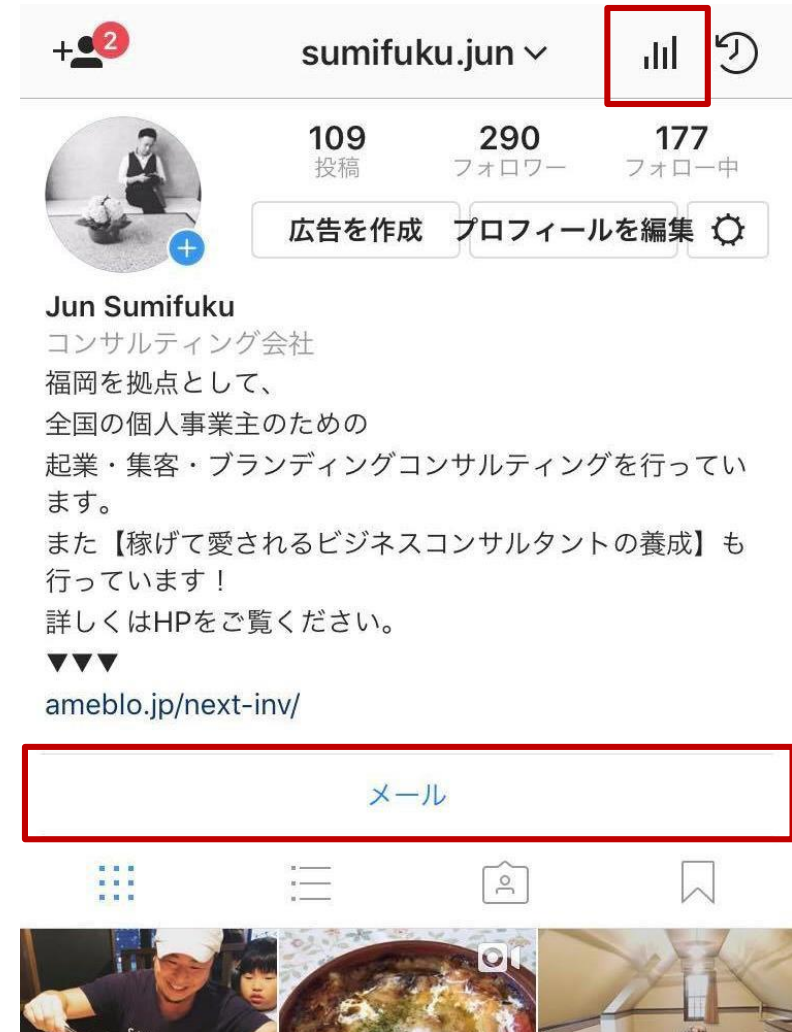 2
sumifuku.jun
109 290 177
投稿 フォロワー フォロー中
広告を作成 プロフィールを編集
Jun Sumifuku
コンサルティング会社
福岡を拠点として、
全国の個人事業主のための
起業・集客・ブランディングコンサルティングを行ってい
ます。
また【稼げて愛されるビジネスコンサルタントの養成】も
行っています！
詳しくはHPをご覧ください。
▼▼▼
ameblo.jp/next-inv/
メール